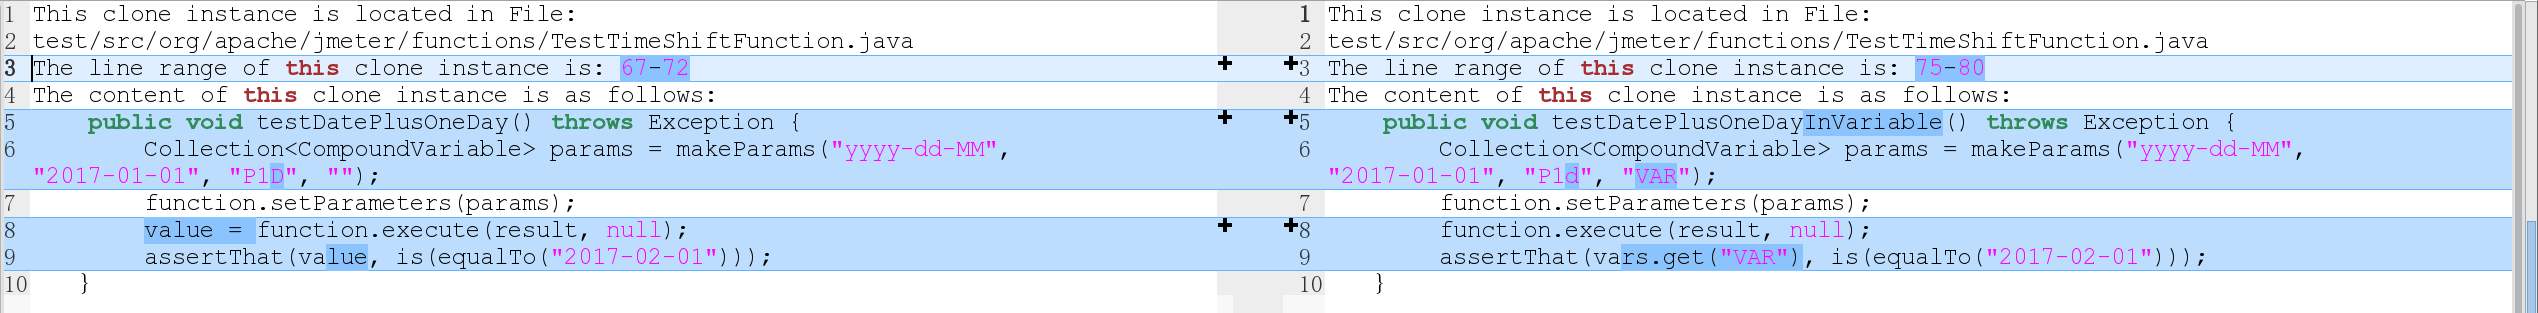 1 This clone instance is located in File:
2 test/src/org/apache/jmeter/functions/TestTimeShiftFunction.java
3 The line range of this clone instance is: 67-72
4 The content of this clone instance is as follows:
5     public void testDatePlusOneDay() throws Exception {
6         Collection<CompoundVariable> params = makeParams("yyyy-dd-MM",
"2017-01-01", "P1D", "");
7         function.setParameters(params);
8         value = function.execute(result, null);
9         assertThat(value, is(equalTo("2017-02-01")));
10    }
1 This clone instance is located in File:
2 test/src/org/apache/jmeter/functions/TestTimeShiftFunction.java
3 The line range of this clone instance is: 75-80
4 The content of this clone instance is as follows:
5     public void testDatePlusOneDayInVariable() throws Exception {
6         Collection<CompoundVariable> params = makeParams("yyyy-dd-MM",
"2017-01-01", "P1d", "VAR");
7         function.setParameters(params);
8         function.execute(result, null);
9         assertThat(vars.get("VAR"), is(equalTo("2017-02-01")));
10    }